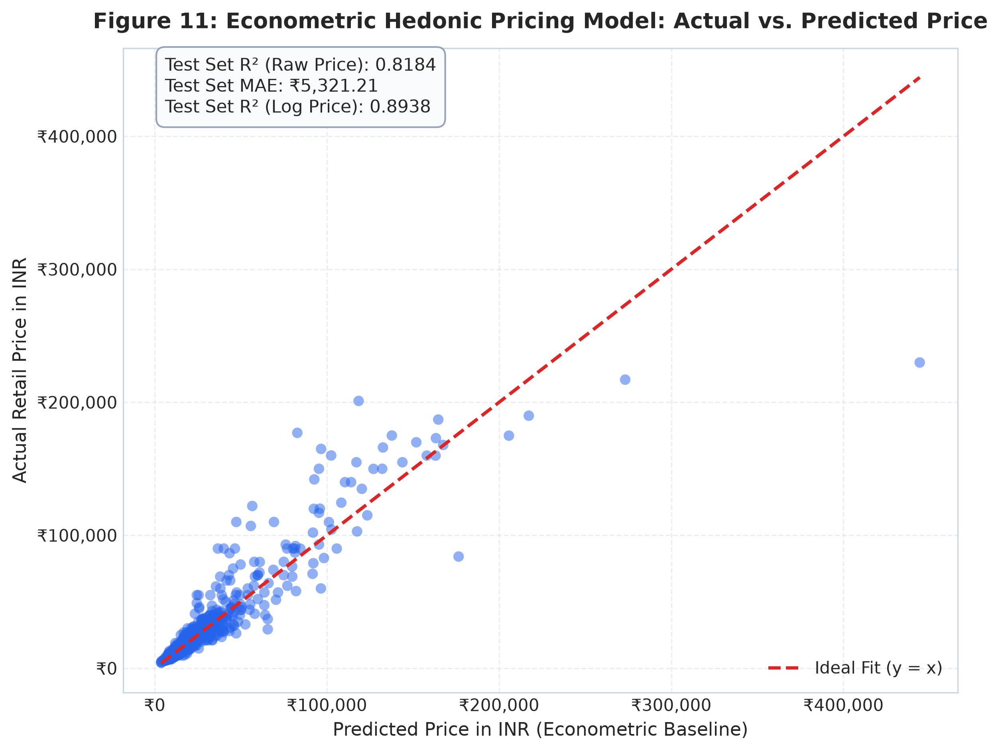 Figure 11: Econometric Hedonic Pricing Model: Actual vs. Predicted Price
Test Set R² (Raw Price): 0.8184
Test Set MAE: ₹5,321.21
Test Set R² (Log Price): 0.8938
₹400,000
₹300,000
₹200,000
₹100,000
₹0
Actual Retail Price in INR
Ideal Fit (y = x)
₹0
₹100,000
₹200,000
₹300,000
₹400,000
Predicted Price in INR (Econometric Baseline)